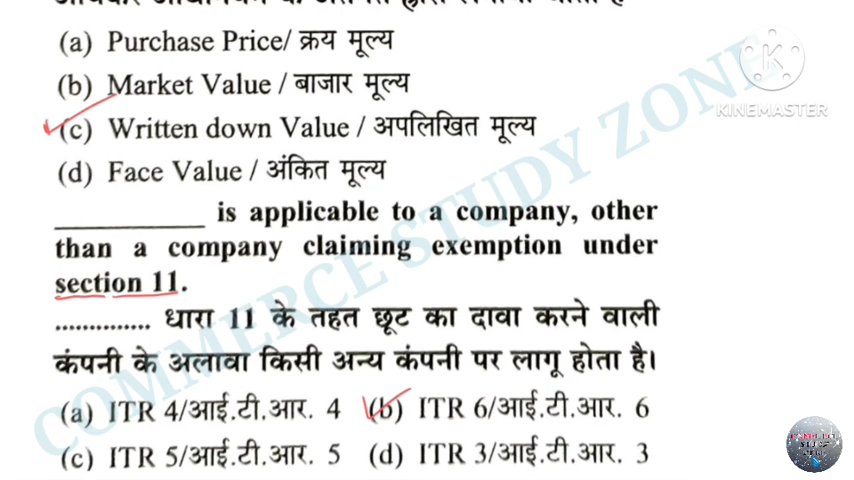 (a) Purchase Price/ क्रय मूल्य
(b) Market Value / बाजार मूल्य
(c) Written down Value / अपलिखित मूल्य
(d) Face Value / अंकित मूल्य
__________ is applicable to a company, other
than a company claiming exemption under
section 11.
.............. धारा 11 के तहत छूट का दावा करने वाली
कंपनी के अलावा किसी अन्य कंपनी पर लागू होता है।
(a) ITR 4/आई.टी.आर. 4 (b) ITR 6/आई.टी.आर. 6
(c) ITR 5/आई.टी.आर. 5 (d) ITR 3/आई.टी.आर. 3
COMMERCE STUDY ZONE
KINEMASTER